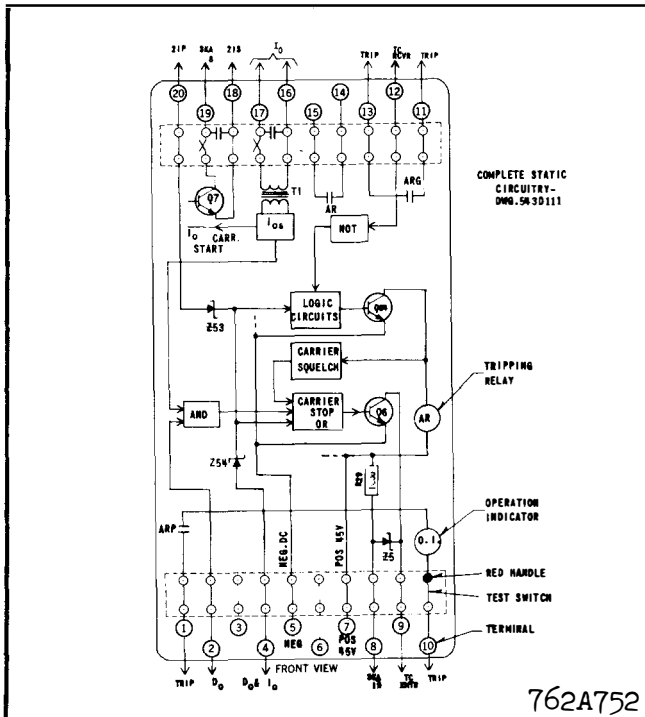 21P
SKA 8
21S
I₀
TRIP
TC RCVR
TRIP
20
19
18
17
16
15
14
13
12
11
COMPLETE STATIC
CIRCUITRY-
DWG.543D111
Q7
T1
ARG
AR
I₀ CARR.
START
I₀s
NOT
Z53
LOGIC
CIRCUITS
CARRIER
SQUELCH
TRIPPING
RELAY
AND
CARRIER
STOP
OR
Q6
AR
Z54
R29
OPERATION
INDICATOR
ARP
NEG.DC
POS 45V
Z5
O.I.
RED HANDLE
TEST SWITCH
1
2
3
4
5
NEG
6
7
POS
45V
8
9
10
TERMINAL
FRONT VIEW
TRIP
D₀
D₀& I₀
TC XMTR
TRIP
762A752